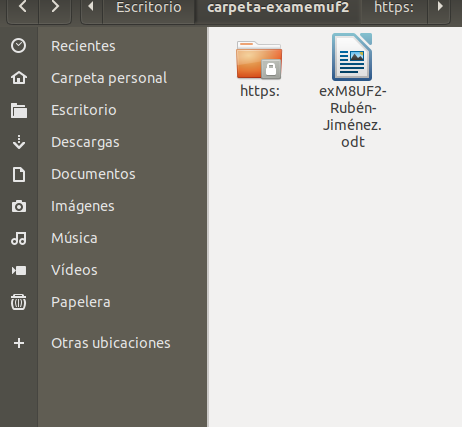 Escritorio carpeta-examemuf2 https:
Recientes
Carpeta personal
Escritorio
Descargas
Documentos
Imágenes
Música
Vídeos
Papelera
Otras ubicaciones
https:
exM8UF2-
Rubén-
Jiménez.
odt